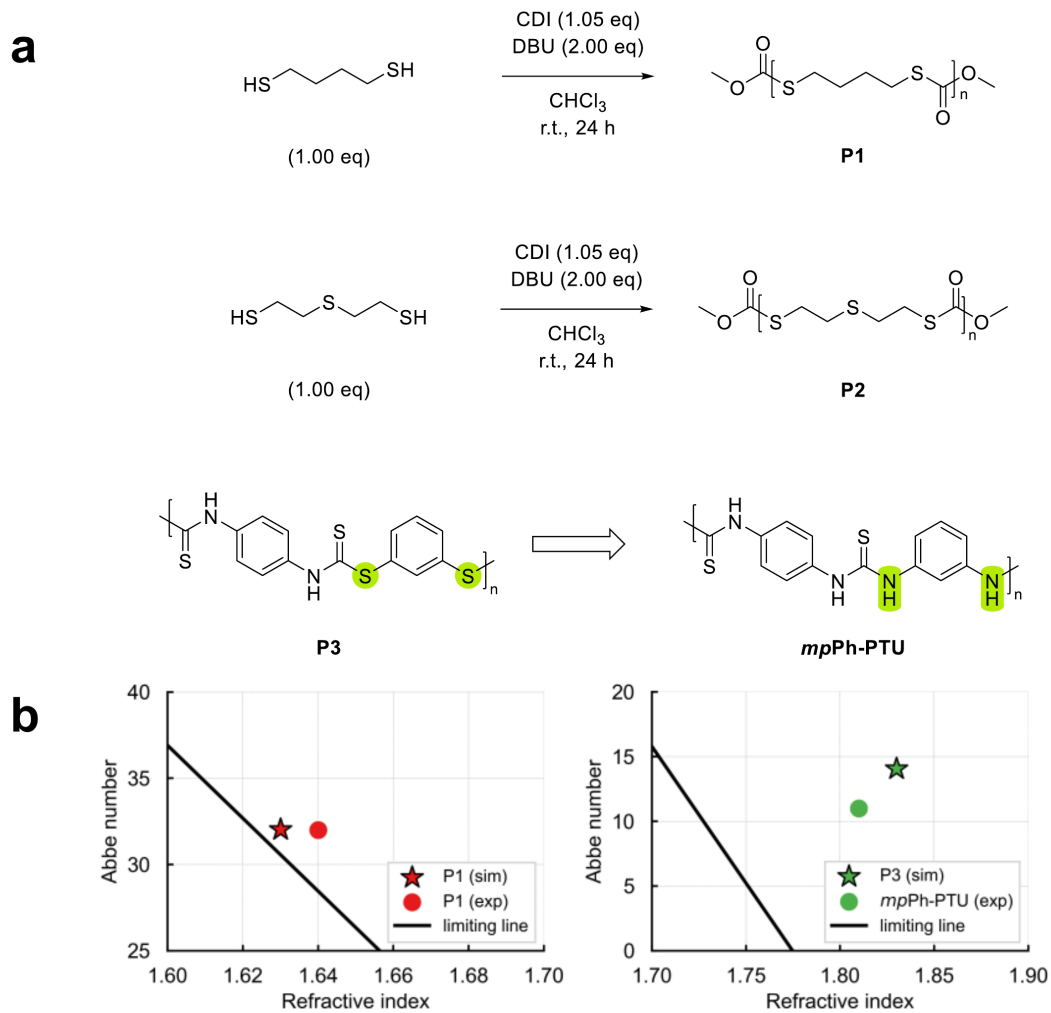 a
CDI (1.05 eq)
DBU (2.00 eq)
CHCl3
r.t., 24 h
HS
SH
(1.00 eq)
O
O
S
S
O
n
O
P1
CDI (1.05 eq)
DBU (2.00 eq)
CHCl3
r.t., 24 h
HS
S
SH
(1.00 eq)
O
O
O
S
S
S
n
O
P2
H
N
S
S
N
H
S
S
n
P3
H
N
S
S
N
H
N
H
N
H
n
mpPh-PTU
b
40
35
30
25
Abbe number
1.60
1.62
1.64
1.66
1.68
1.70
Refractive index
P1 (sim)
P1 (exp)
limiting line
20
15
10
5
0
Abbe number
1.70
1.75
1.80
1.85
1.90
Refractive index
P3 (sim)
mpPh-PTU (exp)
limiting line